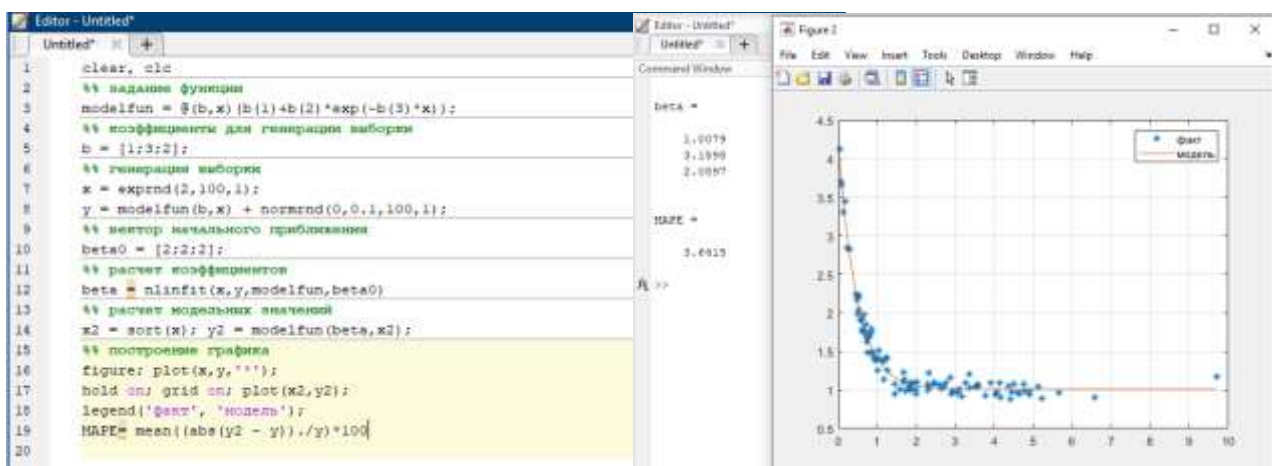 Editor - Untitled*
Untitled* × +
1 clear, clc
2 %% задание функции
3 modelfun = @(b,x)(b(1)+b(2)*exp(-b(3)*x));
4 %% коэффициенты для генерации выборки
5 b = [1;3;2];
6 %% генерация выборки
7 x = exprnd(2,100,1);
8 y = modelfun(b,x) + normrnd(0,0.1,100,1);
9 %% вектор начального приближения
10 beta0 = [2;2;2];
11 %% расчет коэффициентов
12 beta = nlinfit(x,y,modelfun,beta0)
13 %% расчет модельных значений
14 x2 = sort(x); y2 = modelfun(beta,x2);
15 %% построение графика
16 figure; plot(x,y,'*');
17 hold on; grid on; plot(x2,y2);
18 legend('факт', 'модель');
19 MAPE= mean((abs(y2 - y))./y)*100
20
Editor - Untitled*
Untitled* × +
Command Window
beta =
1.0079
MAPE =
>>
Figure 2
File Edit View Insert Tools Desktop Window Help
факт
модель
4.5
4
3.5
3
2.5
2
1.5
1
0.5
0 1 2 3 4 5 6 7 8 9 10